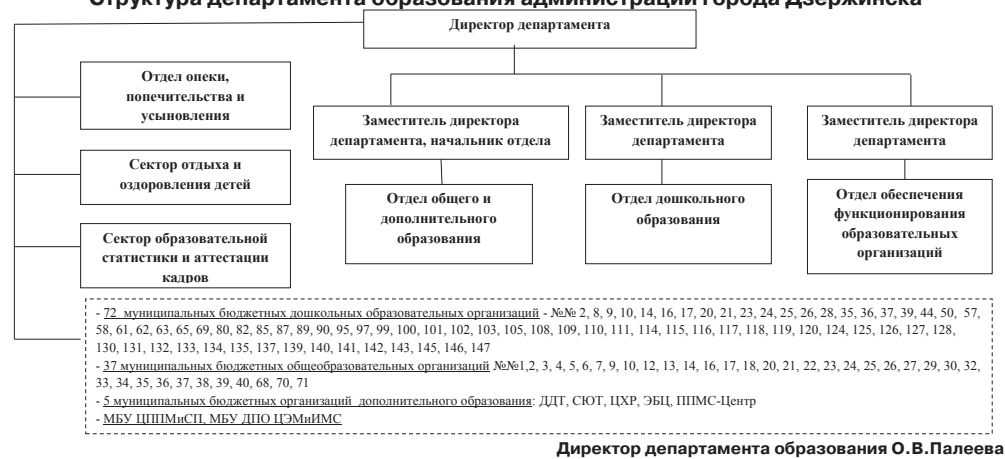 Структура департамента образования администрации города Дзержинска
Директор департамента
Отдел опеки,
попечительства и
усыновления
Сектор отдыха и
оздоровления детей
Сектор образовательной
статистики и аттестации
кадров
Заместитель директора
департамента, начальник отдела
Отдел общего и
дополнительного
образования
Заместитель директора
департамента
Отдел дошкольного
образования
Заместитель директора
департамента
Отдел обеспечения
функционирования
образовательных
организаций
- 72 муниципальных бюджетных дошкольных образовательных организаций - №№ 2, 8, 9, 10, 14, 16, 17, 20, 21, 23, 24, 25, 26, 28, 35, 36, 37, 39, 44, 50, 57,
58, 61, 62, 63, 65, 69, 80, 82, 85, 87, 89, 90, 95, 97, 99, 100, 101, 102, 103, 105, 108, 109, 110, 111, 114, 115, 116, 117, 118, 119, 120, 124, 125, 126, 127, 128,
130, 131, 132, 133, 134, 135, 137, 139, 140, 141, 142, 143, 145, 146, 147
- 37 муниципальных бюджетных общеобразовательных организаций №№1,2, 3, 4, 5, 6, 7, 9, 10, 12, 13, 14, 16, 17, 18, 20, 21, 22, 23, 24, 25, 26, 27, 29, 30, 32,
33, 34, 35, 36, 37, 38, 39, 40, 68, 70, 71
- 5 муниципальных бюджетных организаций дополнительного образования: ДДТ, СЮТ, ЦХР, ЭБЦ, ППМС-Центр
- МБУ ЦППМиСП, МБУ ДПО ЦЭМиИМС
Директор департамента образования О.В.Палеева